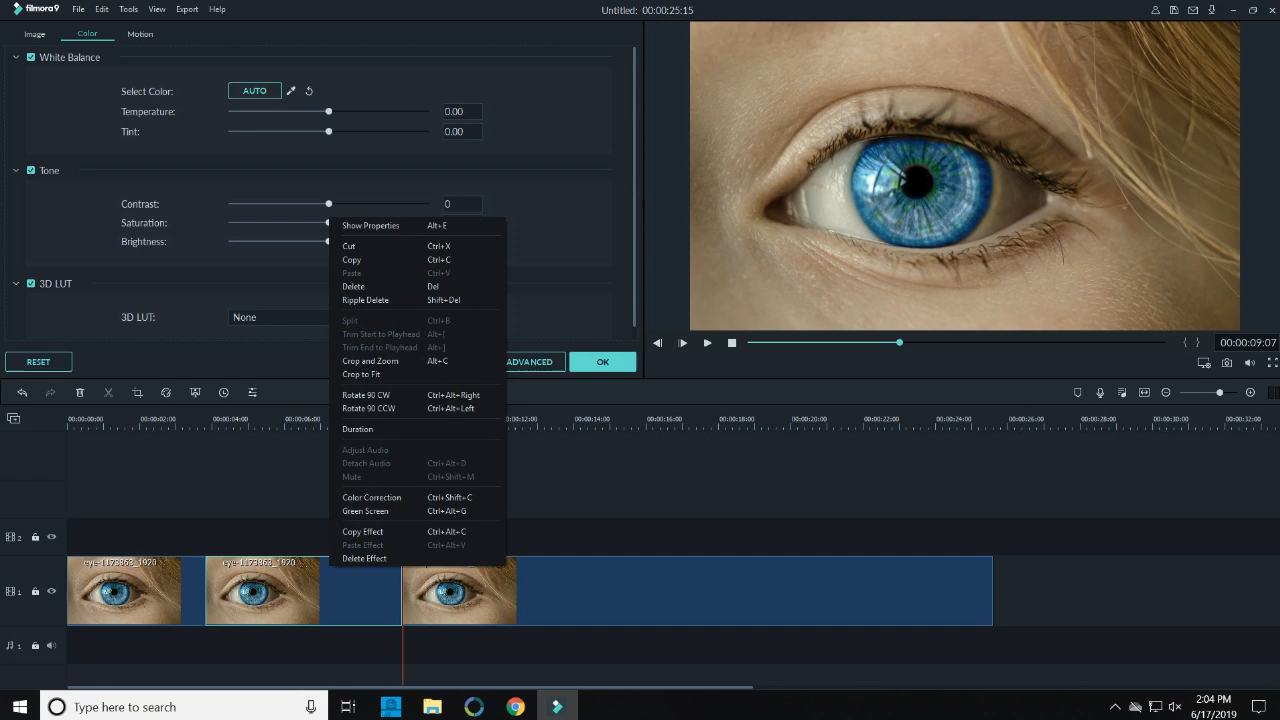 filmora9 File Edit Tools View Export Help Untitled: 00:00:25:15
Image Color Motion
White Balance
Select Color: AUTO
Temperature: 0.00
Tint: 0.00
Tone
Contrast: 0
Saturation:
Brightness:
3D LUT
3D LUT: None
RESET ADVANCED OK
{ } 00:00:09:07
Show Properties Alt+E
Cut Ctrl+X
Copy Ctrl+C
Paste Ctrl+V
Delete Del
Ripple Delete Shift+Del
Split Ctrl+B
Trim Start to Playhead Alt+[
Trim End to Playhead Alt+]
Crop and Zoom Alt+C
Crop to Fit
Rotate 90 CW Ctrl+Alt+Right
Rotate 90 CCW Ctrl+Alt+Left
Duration
Adjust Audio
Detach Audio Ctrl+Alt+D
Mute Ctrl+Shift+M
Color Correction Ctrl+Shift+C
Green Screen Ctrl+Alt+G
Copy Effect Ctrl+Alt+C
Paste Effect Ctrl+Alt+V
Delete Effect
00:00:00:00 00:00:02:00 00:00:04:00 00:00:06:00 00:00:14:00 00:00:16:00 00:00:18:00 00:00:20:00 00:00:22:00 00:00:24:00 00:00:26:00 00:00:28:00 00:00:30:00 00:00:32:00
2
1 eye-1173863_1920 eye-1173863_1920
1
Type here to search 2:04 PM
6/17/2019